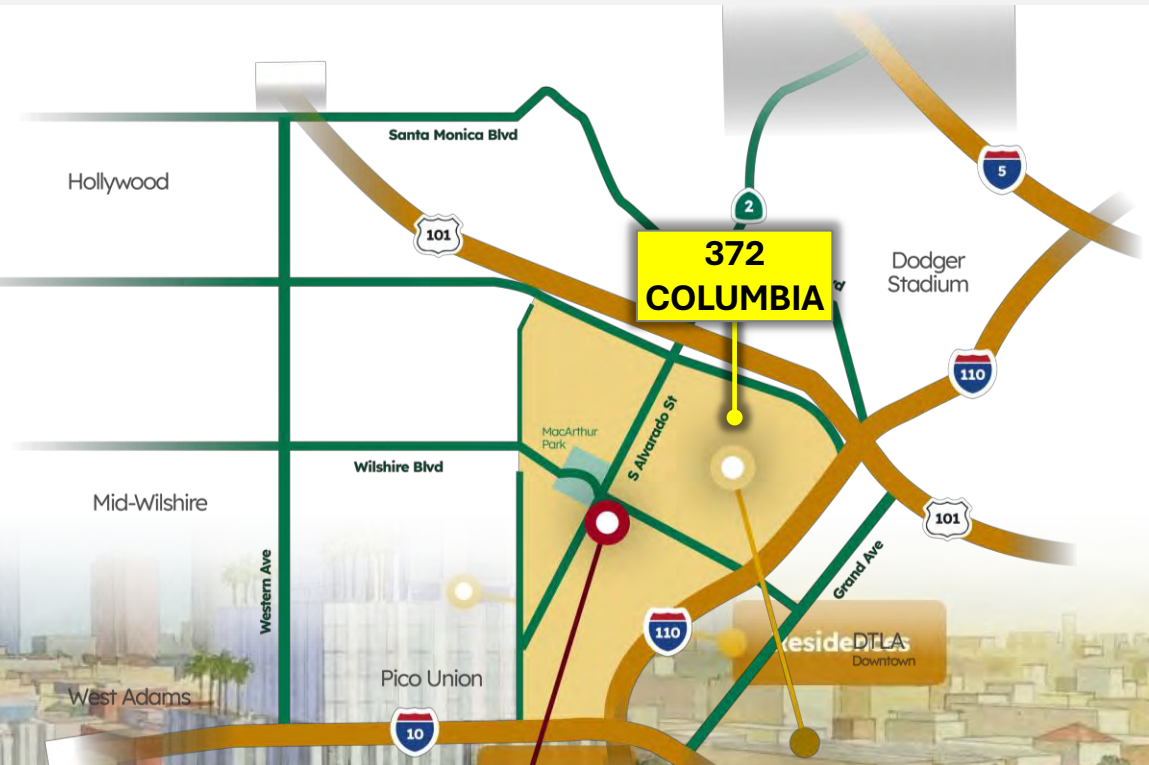 Santa Monica Blvd
Hollywood
5
2
101
372
COLUMBIA
Dodger
Stadium
110
MacArthur
Park
S Alvarado St
Wilshire Blvd
Mid-Wilshire
101
Western Ave
Grand Ave
110
DTLA
Downtown
Pico Union
West Adams
10